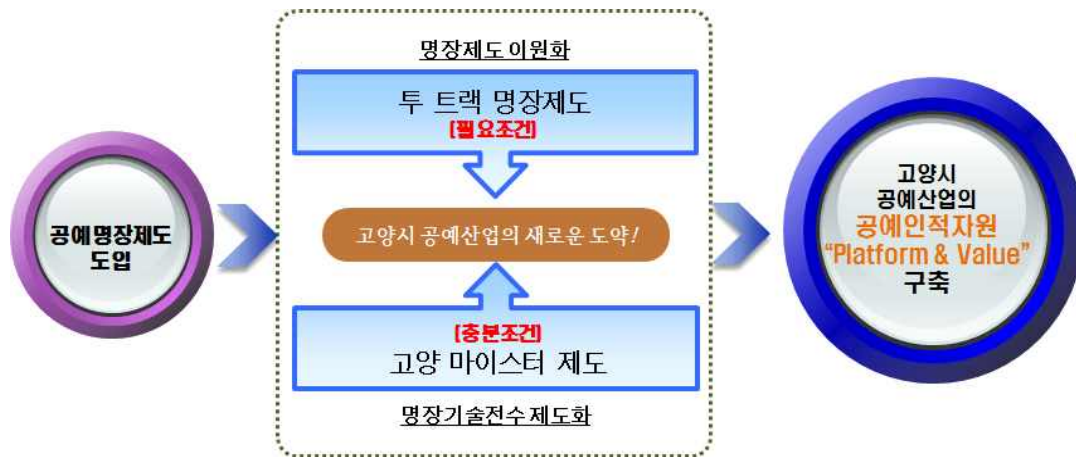 공예명장제도
도입
명장제도 이원화
투 트랙 명장제도
(필요조건)
고양시 공예산업의 새로운 도약!
(충분조건)
고양 마이스터 제도
명장기술전수 제도화
고양시
공예산업의
공예인적자원
“Platform & Value”
구축